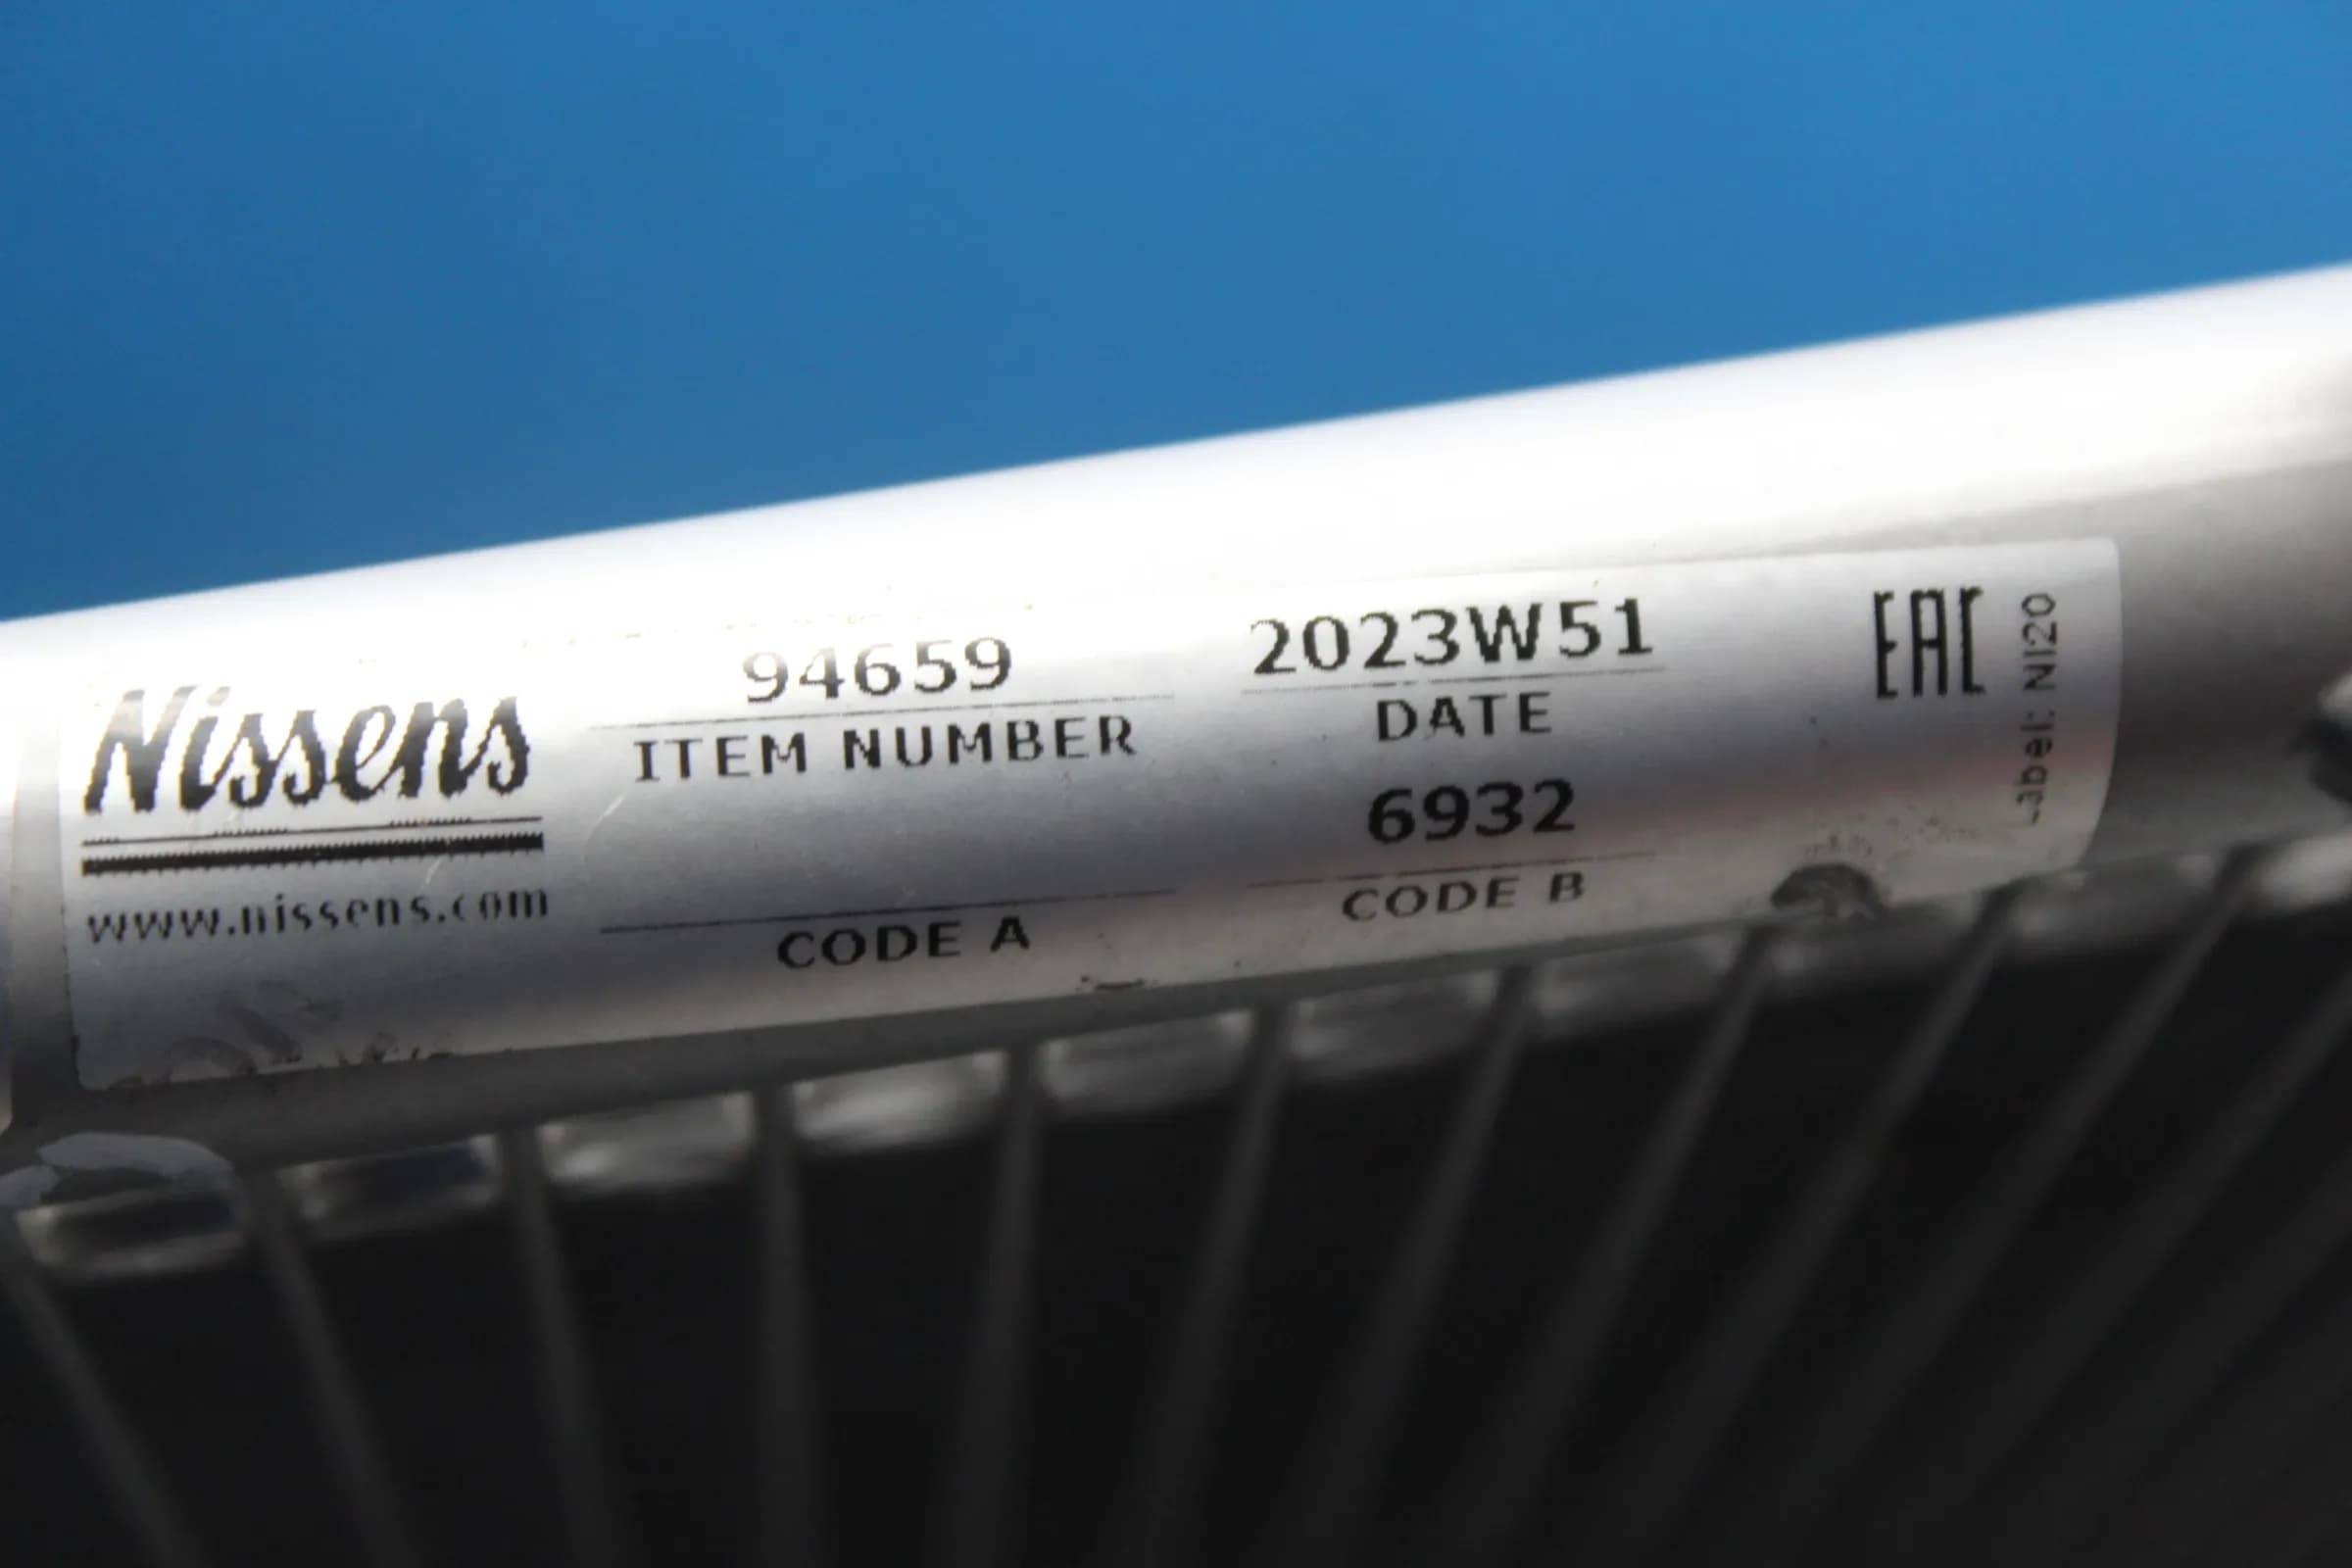 Nissens
www.nissens.com
94659
ITEM NUMBER
CODE A
2023W51
DATE
6932
CODE B
EAC
Label: NI20